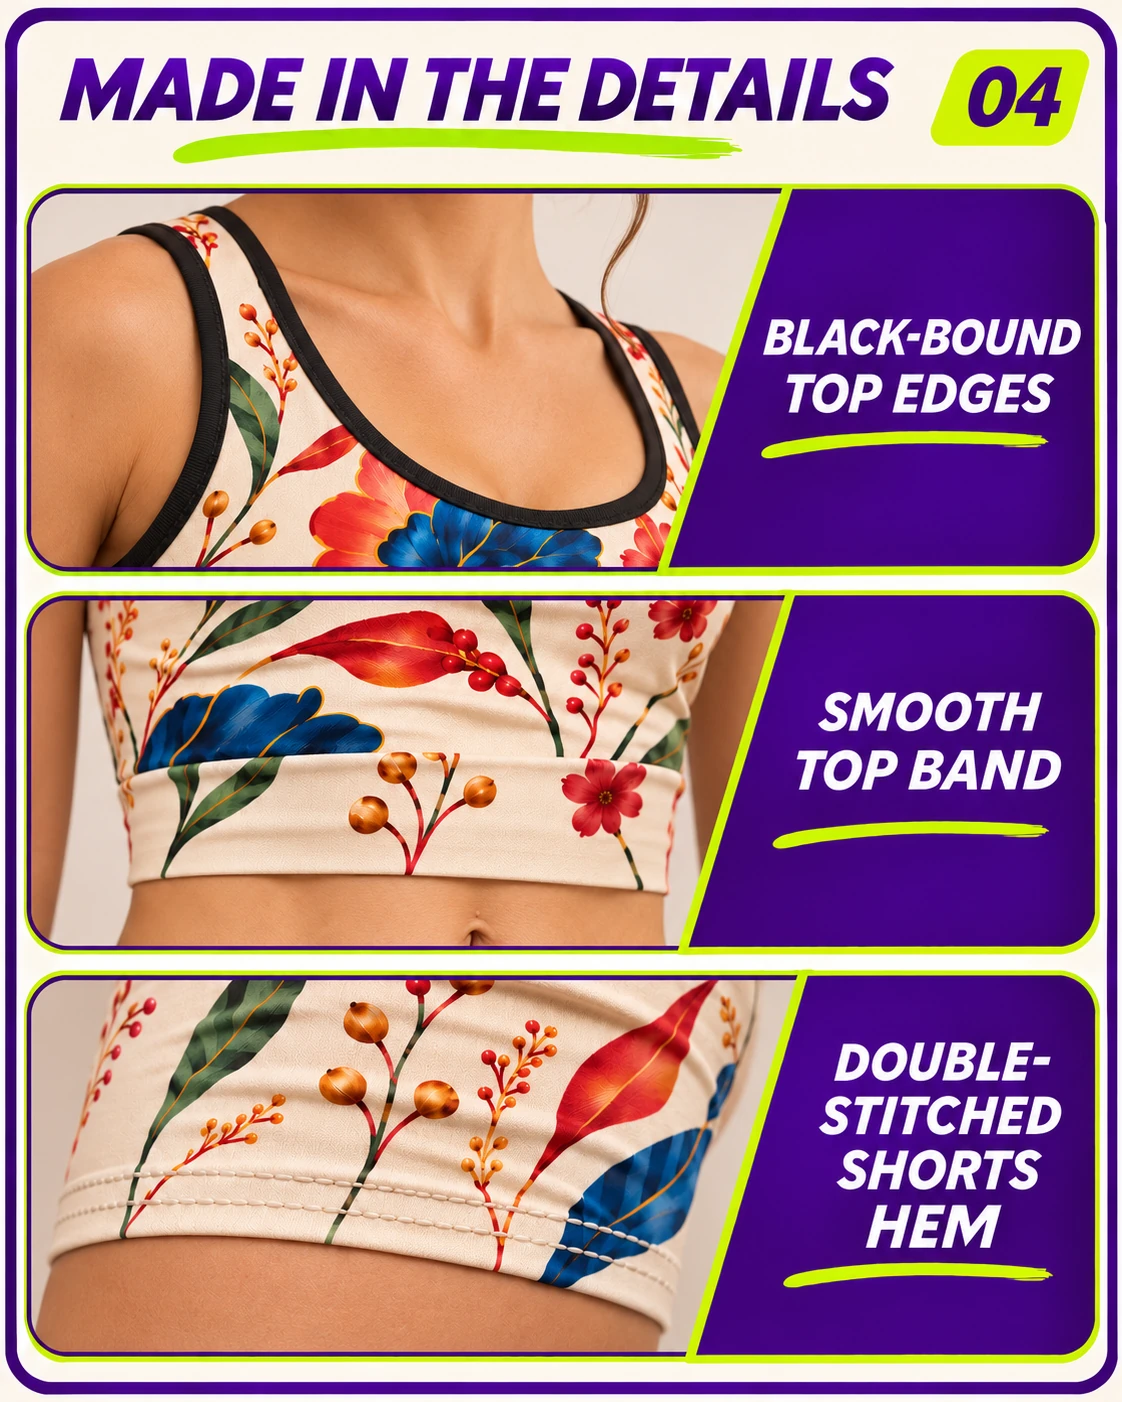 MADE IN THE DETAILS
04
BLACK-BOUND
TOP EDGES
SMOOTH
TOP BAND
DOUBLE-
STITCHED
SHORTS
HEM